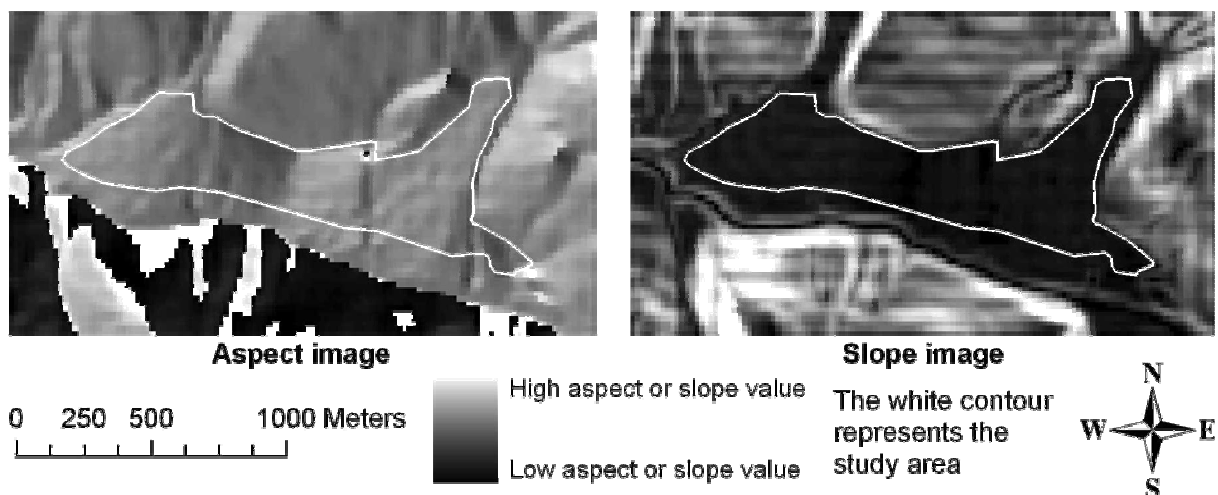 Aspect image
Slope image
0 250 500 1000 Meters
High aspect or slope value
Low aspect or slope value
The white contour
represents the
study area
N
W E
S